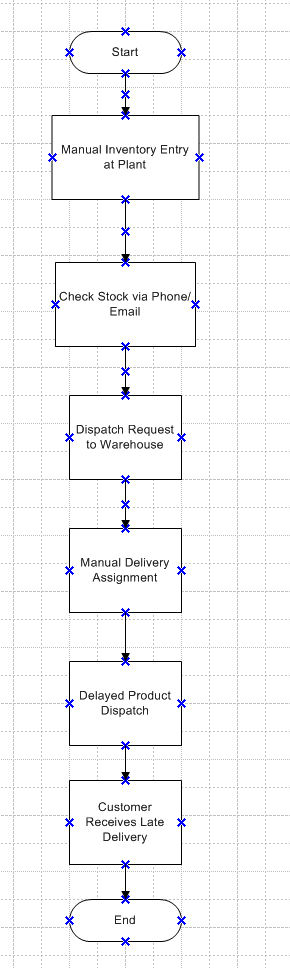 Start
Manual Inventory Entry
at Plant
Check Stock via Phone/
Email
Dispatch Request
to Warehouse
Manual Delivery
Assignment
Delayed Product
Dispatch
Customer
Receives Late
Delivery
End